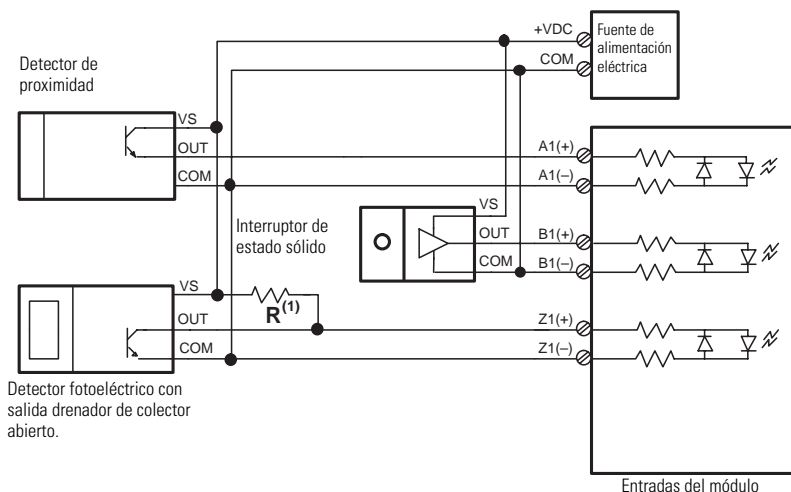 +VDC
COM
Fuente de
alimentación
eléctrica
Detector de
proximidad
VS
OUT
COM
A1(+)
A1(–)
Interruptor de
estado sólido
VS
OUT
COM
B1(+)
B1(–)
VS
OUT
COM
R(1)
Z1(+)
Z1(–)
Detector fotoeléctrico con
salida drenador de colector
abierto.
Entradas del módulo